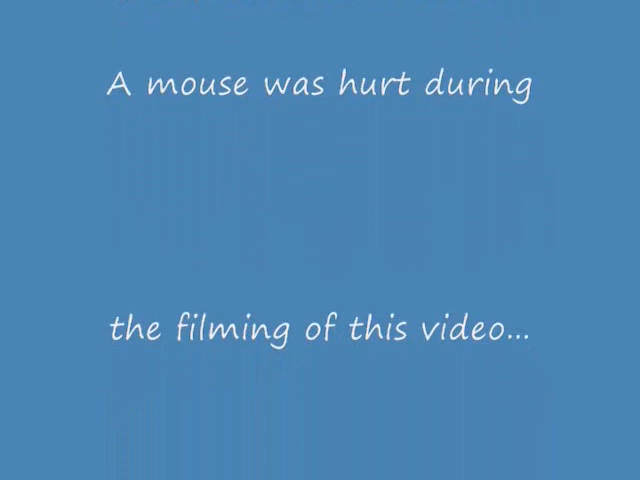 A mouse was hurt during
the filming of this video...